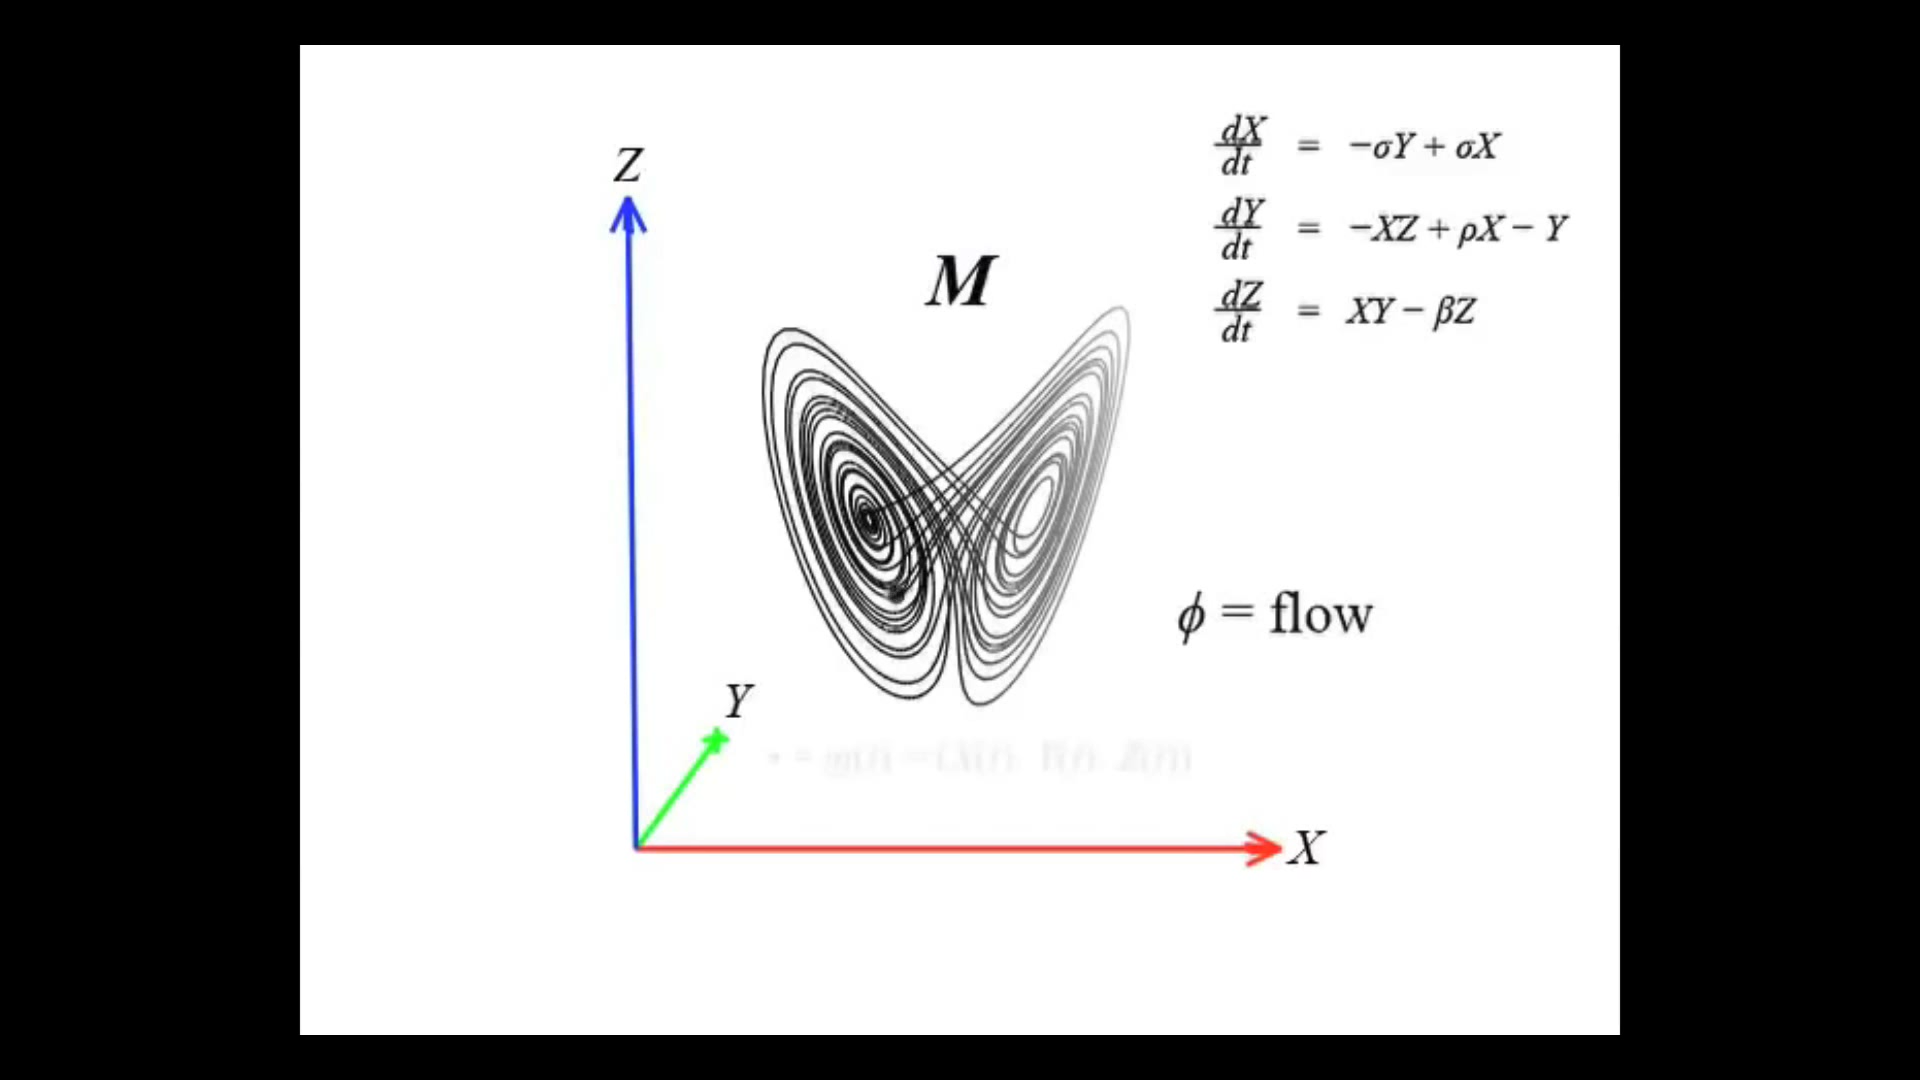 Z
M
dX/dt = −σY + σX
dY/dt = −XZ + ρX − Y
dZ/dt = XY − βZ
ϕ = flow
Y
X